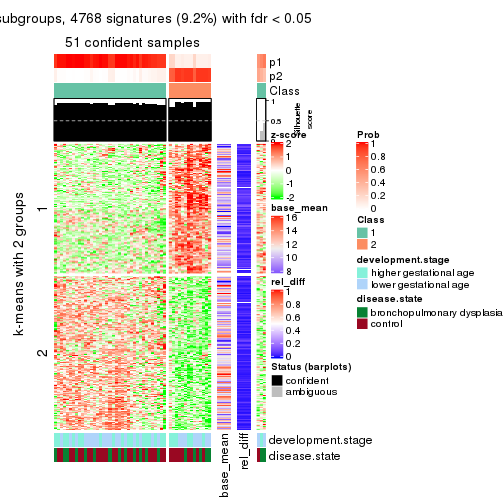 subgroups, 4768 signatures (9.2%) with fdr < 0.05
51 confident samples
p1
p2
Class
1
0.5
0
Silhouette
score
k-means with 2 groups
1
2
z-score
2
1
0
-1
-2
base_mean
16
14
12
10
8
rel_diff
1
0.8
0.6
0.4
0.2
0
Status (barplots)
confident
ambiguous
Prob
1
0.8
0.6
0.4
0.2
0
Class
1
2
development.stage
higher gestational age
lower gestational age
disease.state
bronchopulmonary dysplasia
control
development.stage
disease.state
base_mean
rel_diff